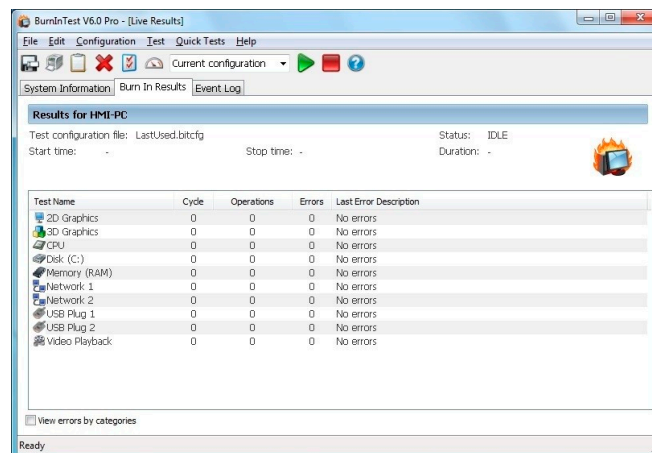 BurnInTest V6.0 Pro - [Live Results]
File Edit Configuration Test Quick Tests Help
Current configuration
System Information Burn In Results Event Log
Results for HMI-PC
Test configuration file: LastUsed.bitcfg Status: IDLE
Start time: - Stop time: - Duration: -
Test Name Cycle Operations Errors Last Error Description
2D Graphics 0 0 0 No errors
3D Graphics 0 0 0 No errors
CPU 0 0 0 No errors
Disk (C:) 0 0 0 No errors
Memory (RAM) 0 0 0 No errors
Network 1 0 0 0 No errors
Network 2 0 0 0 No errors
USB Plug 1 0 0 0 No errors
USB Plug 2 0 0 0 No errors
Video Playback 0 0 0 No errors
View errors by categories
Ready